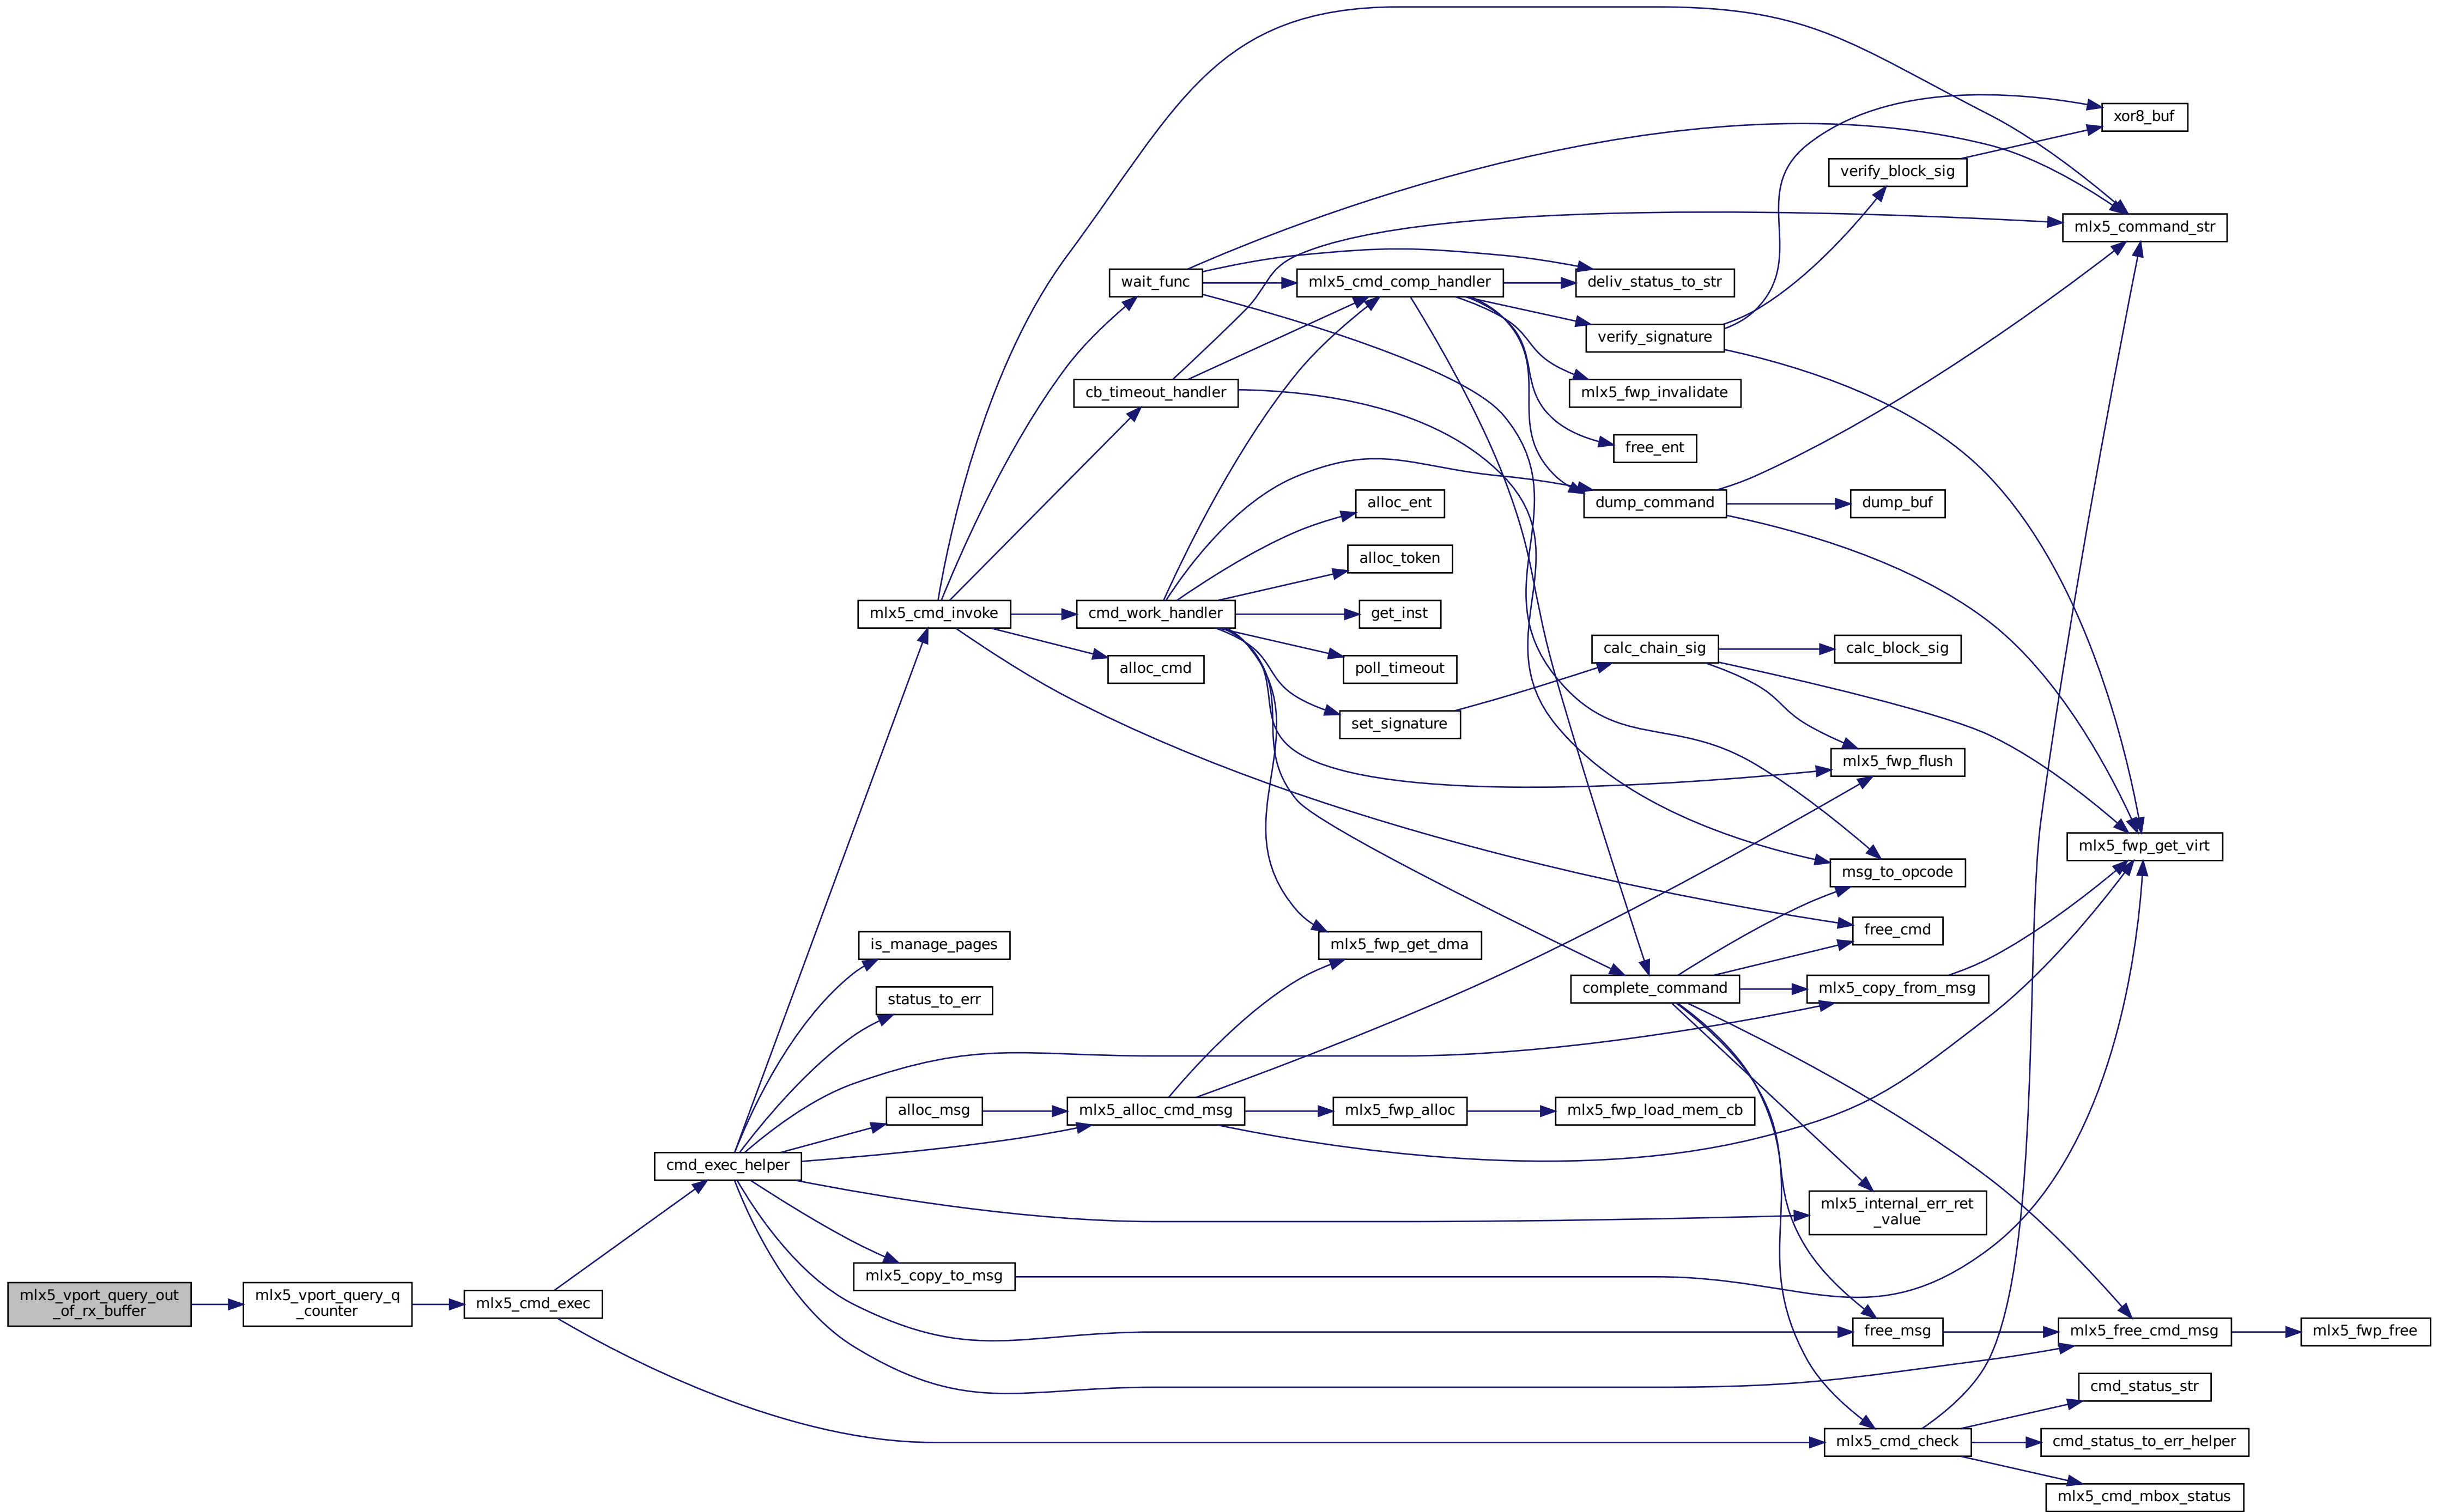 xor8_buf
verify_block_sig
mlx5_command_str
wait_func
mlx5_cmd_comp_handler
deliv_status_to_str
verify_signature
cb_timeout_handler
mlx5_fwp_invalidate
free_ent
alloc_ent
dump_command
dump_buf
alloc_token
mlx5_cmd_invoke
cmd_work_handler
get_inst
calc_chain_sig
calc_block_sig
alloc_cmd
poll_timeout
set_signature
mlx5_fwp_flush
mlx5_fwp_get_virt
msg_to_opcode
free_cmd
is_manage_pages
mlx5_fwp_get_dma
complete_command
mlx5_copy_from_msg
status_to_err
alloc_msg
mlx5_alloc_cmd_msg
mlx5_fwp_alloc
mlx5_fwp_load_mem_cb
cmd_exec_helper
mlx5_internal_err_ret
_value
mlx5_copy_to_msg
mlx5_vport_query_out
_of_rx_buffer
mlx5_vport_query_q
_counter
mlx5_cmd_exec
free_msg
mlx5_free_cmd_msg
mlx5_fwp_free
cmd_status_str
mlx5_cmd_check
cmd_status_to_err_helper
mlx5_cmd_mbox_status